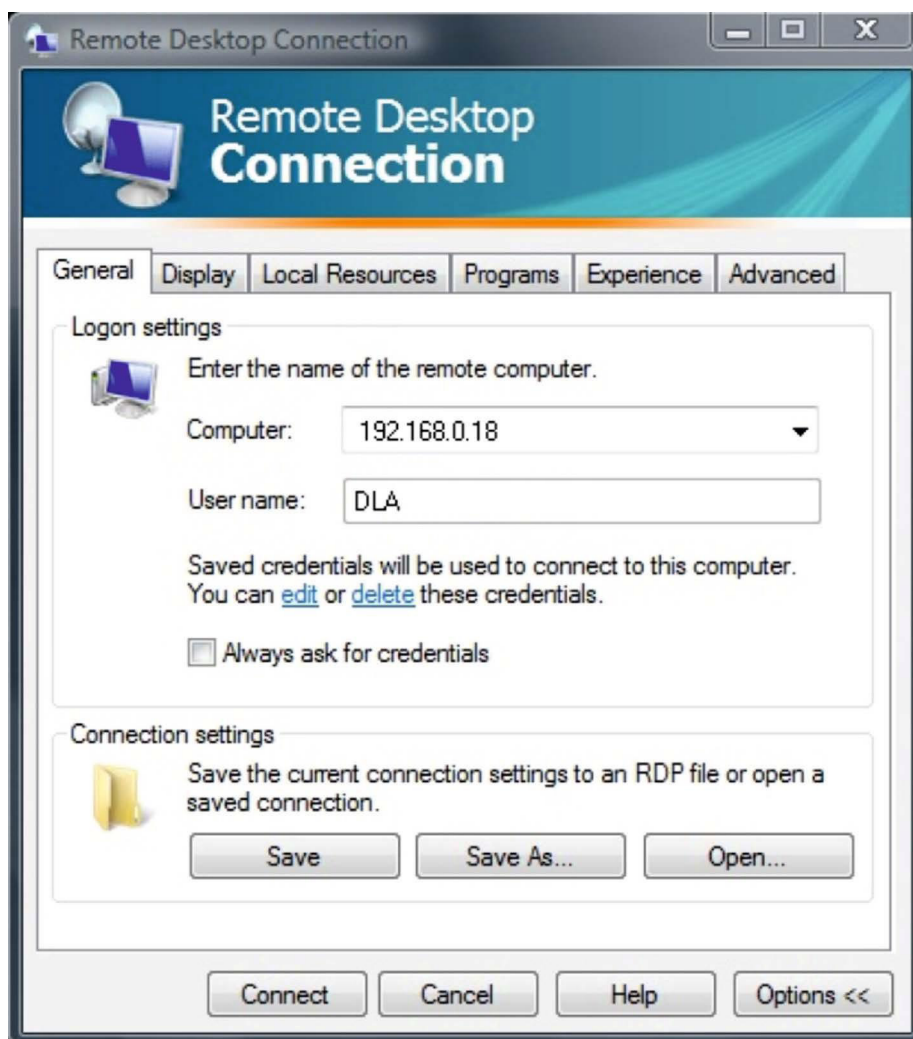 Remote Desktop Connection
Remote Desktop
Connection
General Display Local Resources Programs Experience Advanced
Logon settings
Enter the name of the remote computer.
Computer: 192.168.0.18
User name: DLA
Saved credentials will be used to connect to this computer.
You can edit or delete these credentials.
Always ask for credentials
Connection settings
Save the current connection settings to an RDP file or open a
saved connection.
Save Save As... Open...
Connect Cancel Help Options <<